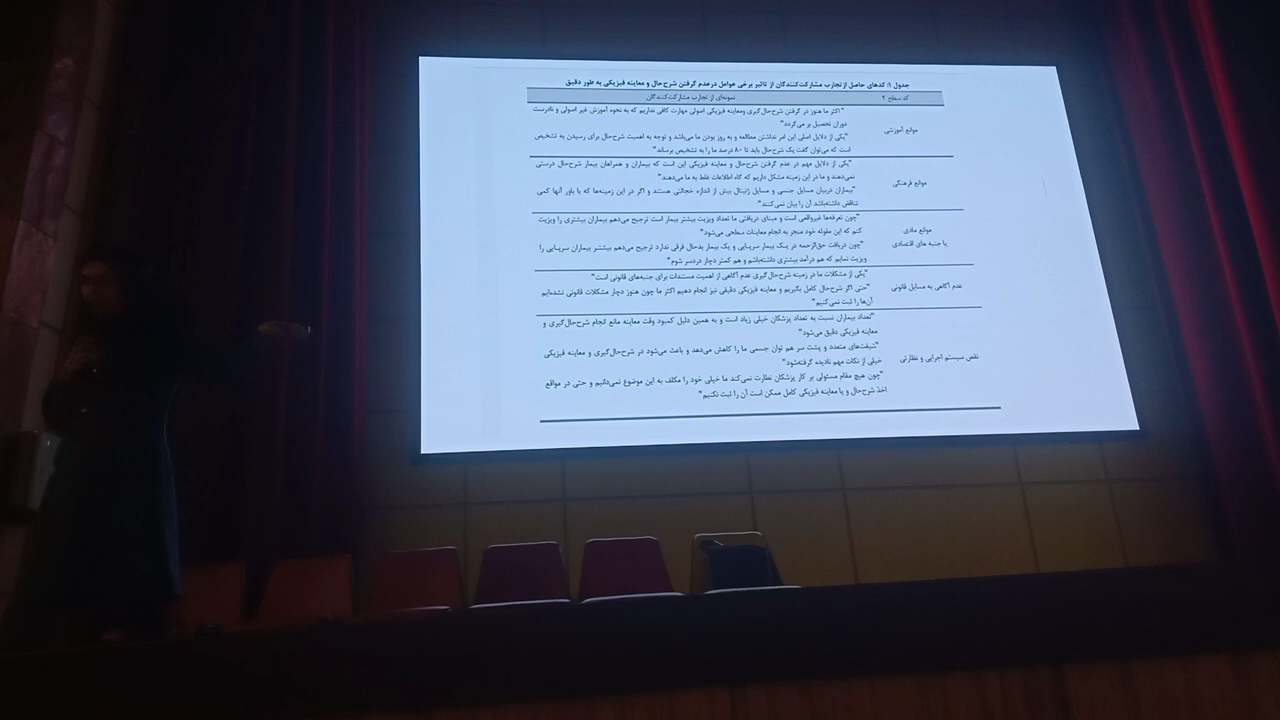 جدول ۱: کدهای حاصل از تجارب مشارکت‌کنندگان از تاثیر برخی عوامل در عدم گرفتن شرح‌حال و معاینه فیزیکی به طور دقیق
کد سطح ۲
نمونه‌ای از تجارب مشارکت‌کنندگان
موانع آموزشی
"اکثر ما هنوز در گرفتن شرح‌حال‌گیری ومعاینه فیزیکی اصولی مهارت کافی نداریم که به نحوه آموزش غیر اصولی و نادرست
دوران تحصیل بر می‌گردد"
"یکی از دلایل اصلی این امر نداشتن مطالعه و به روز بودن ما می‌باشد و توجه به اهمیت شرح‌حال برای رسیدن به تشخیص
است که می‌توان گفت یک شرح‌حال باید تا ۸۰ درصد ما را به تشخیص برساند"
موانع فرهنگی
"یکی از دلایل مهم در عدم گرفتن شرح‌حال و معاینه فیزیکی این است که بیماران و همراهان بیمار شرح‌حال درستی
نمی‌دهند و ما در این زمینه مشکل داریم که گاه اطلاعات غلط به ما می‌دهند"
"بیماران دربیان مسایل جنسی و مسایل ژنیتال بیش از اندازه خجالتی هستند و اگر در این زمینه‌ها که با باور آنها کمی
تناقض داشته‌باشد آن را بیان نمی‌کنند"
موانع مادی
یا جنبه های اقتصادی
"چون تعرفه‌ها غیرواقعی است و مبنای دریافتی ما تعداد ویزیت بیشتر بیمار است ترجیح می‌دهم بیماران بیشتری را ویزیت
کنم که این مقوله خود منجر به انجام معاینات سطحی می‌شود"
"چون دریافت حق‌الزحمه در یک بیمار سرپایی و یک بیمار بدحال فرقی ندارد ترجیح می‌دهم بیشتر بیماران سرپایی را
ویزیت نمایم که هم درآمد بیشتری داشته‌باشم و هم کمتر دچار دردسر شوم"
عدم آگاهی به مسایل قانونی
"یکی از مشکلات ما در زمینه شرح‌حال‌گیری عدم آگاهی از اهمیت مستندات برای جنبه‌های قانونی است"
"حتی اگر شرح‌حال کامل بگیریم و معاینه فیزیکی دقیقی نیز انجام دهیم اکثر ما چون هنوز دچار مشکلات قانونی نشده‌ایم
آن‌ها را ثبت نمی‌کنیم"
نقص سیستم اجرایی و نظارتی
"تعداد بیماران نسبت به تعداد پزشکان خیلی زیاد است و به همین دلیل کمبود وقت معاینه مانع انجام شرح‌حال‌گیری و
معاینه فیزیکی دقیق می‌شود"
"شیفت‌های متعدد و پشت سر هم توان جسمی ما را کاهش می‌دهد و باعث می‌شود در شرح‌حال‌گیری و معاینه فیزیکی
خیلی از نکات مهم نادیده گرفته‌شود"
"چون هیچ مقام مسئولی بر کار پزشکان نظارت نمی‌کند ما خیلی خود را مکلف به این موضوع نمی‌دانیم و حتی در مواقع
اخذ شرح‌حال و یا معاینه فیزیکی کامل ممکن است آن را ثبت نکنیم"